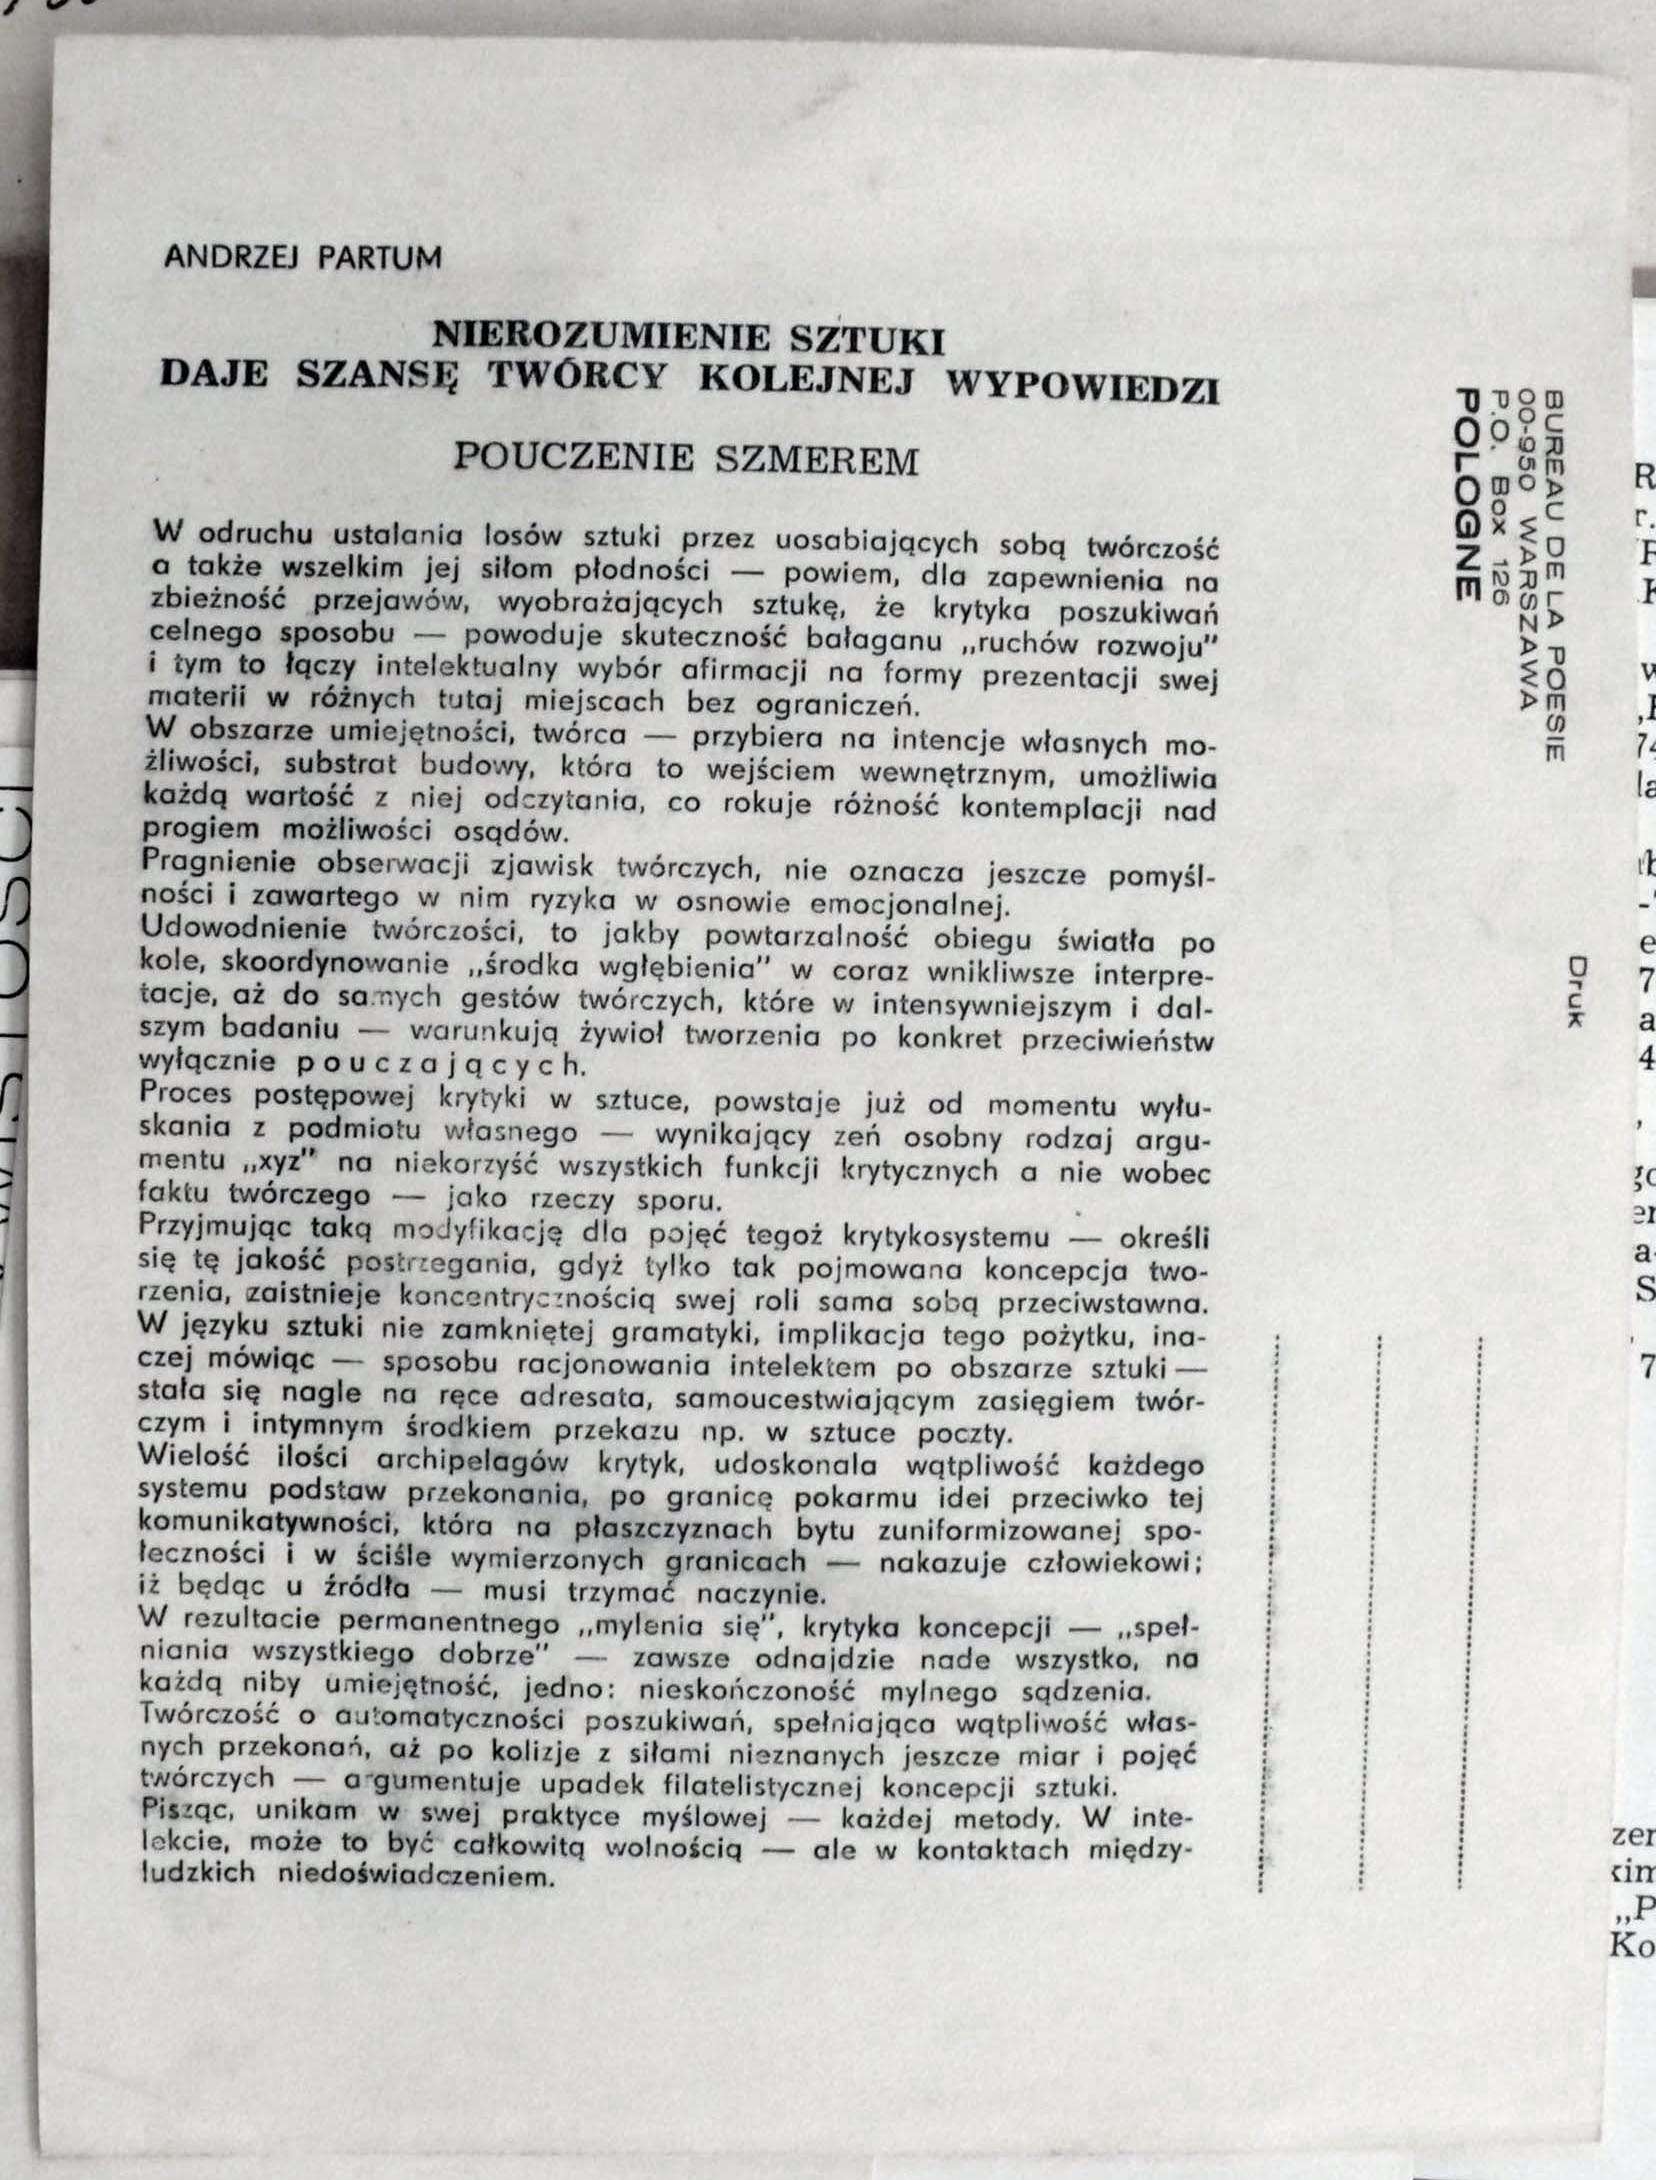 ANDRZEJ PARTUM
NIEROZUMIENIE SZTUKI
DAJE SZANSĘ TWÓRCY KOLEJNEJ WYPOWIEDZI
POUCZENIE SZMEREM
W odruchu ustalania losów sztuki przez uosabiających sobą twórczość
a także wszelkim jej siłom płodności — powiem, dla zapewnienia na
zbieżność przejawów, wyobrażających sztukę, że krytyka poszukiwań
celnego sposobu — powoduje skuteczność bałaganu „ruchów rozwoju"
i tym to łączy intelektualny wybór afirmacji na formy prezentacji swej
materii w różnych tutaj miejscach bez ograniczeń.
W obszarze umiejętności, twórca — przybiera na intencje własnych mo-
żliwości, substrat budowy, która to wejściem wewnętrznym, umożliwia
każdą wartość z niej odczytania, co rokuje różność kontemplacji nad
progiem możliwości osądów.
Pragnienie obserwacji zjawisk twórczych, nie oznacza jeszcze pomyśl-
ności i zawartego w nim ryzyka w osnowie emocjonalnej.
Udowodnienie twórczości, to jakby powtarzalność obiegu światła po
kole, skoordynowanie „środka wgłębienia" w coraz wnikliwsze interpre-
tacje, aż do samych gestów twórczych, które w intensywniejszym i dal-
szym badaniu — warunkują żywioł tworzenia po konkret przeciwieństw
wyłącznie p o u c z a j ą c y c h.
Proces postępowej krytyki w sztuce, powstaje już od momentu wyłu-
skania z podmiotu własnego — wynikający zeń osobny rodzaj argu-
mentu „xyz" na niekorzyść wszystkich funkcji krytycznych a nie wobec
faktu twórczego — jako rzeczy sporu.
Przyjmując taką modyfikację dla pojęć tegoż krytykosystemu — określi
się tę jakość postrzegania, gdyż tylko tak pojmowana koncepcja two-
rzenia, zaistnieje koncentrycznością swej roli sama sobą przeciwstawna.
W języku sztuki nie zamkniętej gramatyki, implikacja tego pożytku, ina-
czej mówiąc — sposobu racjonowania intelektem po obszarze sztuki —
stała się nagle na ręce adresata, samoucestwiającym zasięgiem twór-
czym i intymnym środkiem przekazu np. w sztuce poczty.
Wielość ilości archipelagów krytyk, udoskonala wątpliwość każdego
systemu podstaw przekonania, po granicę pokarmu idei przeciwko tej
komunikatywności, która na płaszczyznach bytu zuniformizowanej spo-
łeczności i w ściśle wymierzonych granicach — nakazuje człowiekowi;
iż będąc u źródła — musi trzymać naczynie.
W rezultacie permanentnego „mylenia się", krytyka koncepcji — „speł-
niania wszystkiego dobrze" — zawsze odnajdzie nade wszystko, na
każdą niby umiejętność, jedno: nieskończoność mylnego sądzenia.
Twórczość o automatyczności poszukiwań, spełniająca wątpliwość włas-
nych przekonań, aż po kolizje z siłami nieznanych jeszcze miar i pojęć
twórczych — argumentuje upadek filatelistycznej koncepcji sztuki.
Pisząc, unikam w swej praktyce myślowej — każdej metody. W inte-
lekcie, może to być całkowitą wolnością — ale w kontaktach między-
ludzkich niedoświadczeniem.
BUREAU DE LA POESIE
00-950 WARSZAWA
P.O. Box 126
POLOGNE
Druk